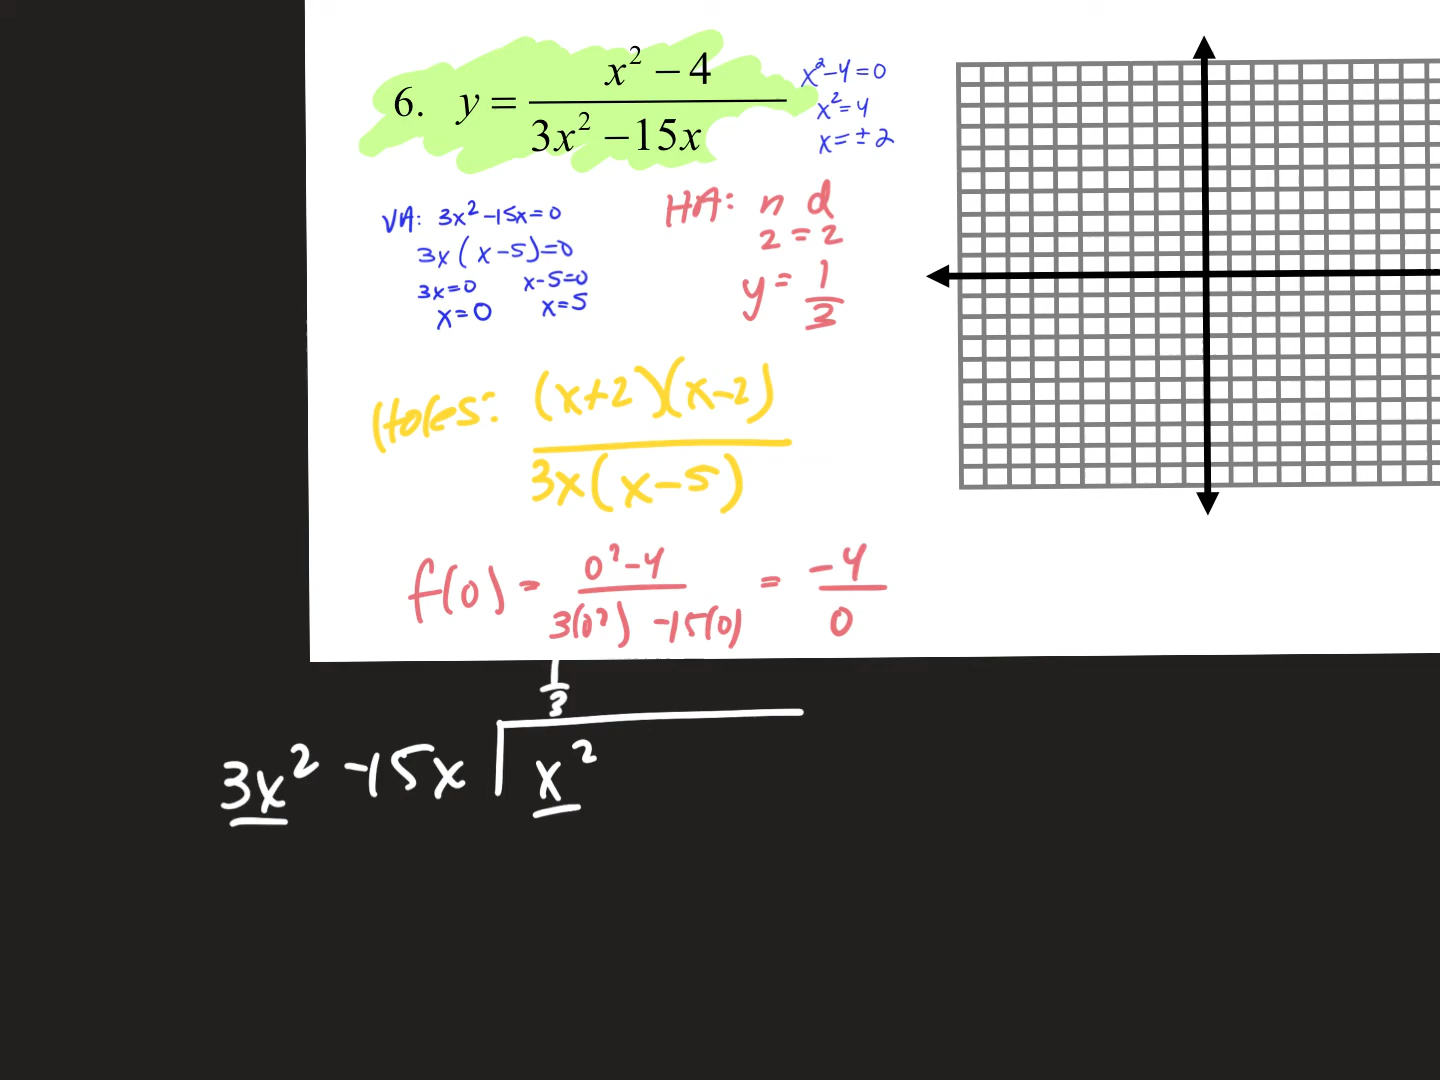 6. y = (x² − 4)/(3x² − 15x)
x²-4=0
x²=4
x=±2
VA: 3x²-15x=0
3x(x-5)=0
3x=0 x-5=0
x=0 x=5
HA: n d
2 = 2
y = 1/3
Holes: (x+2)(x-2)/3x(x-5)
f(0) = 0²-4/3(0²) -15(0) = -4/0
1/3
3x² -15x x²